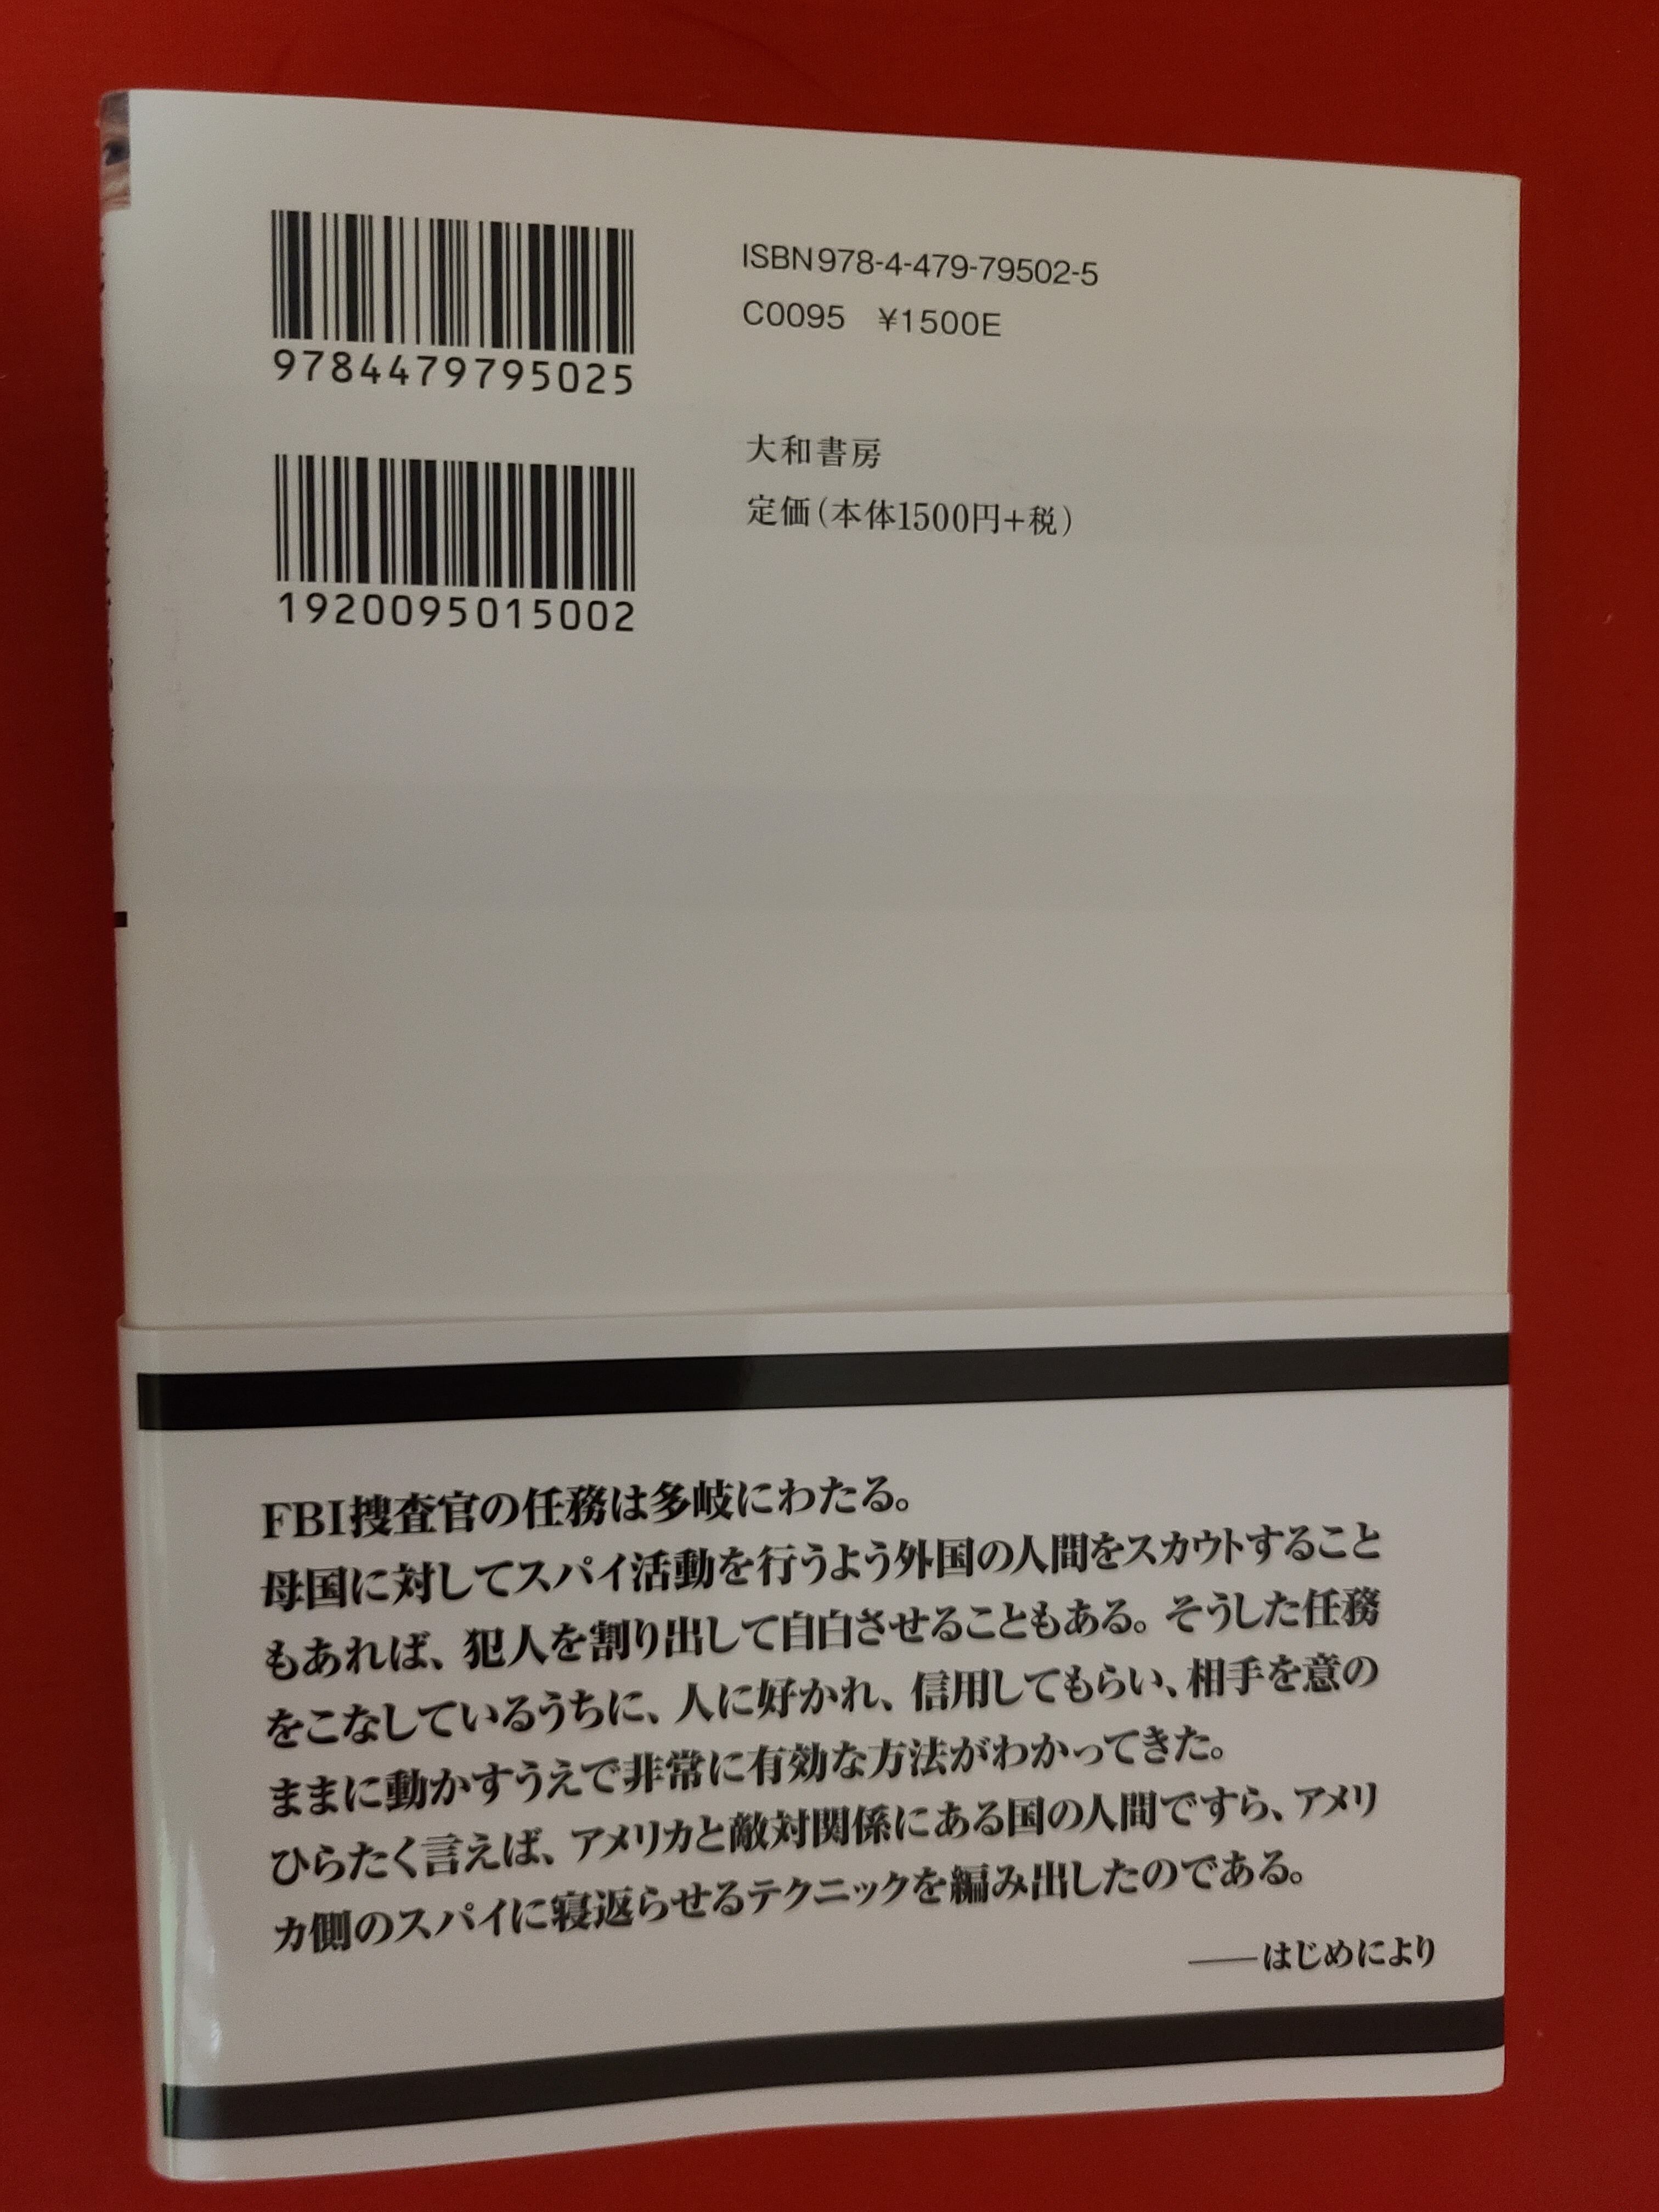 9784479795025
ISBN978-4-479-79502-5
C0095 ¥1500E
1920095015002
大和書房
定価(本体1500円+税)
FBI捜査官の任務は多岐にわたる。
母国に対してスパイ活動を行うよう外国の人間をスカウトすること
もあれば、犯人を割り出して自白させることもある。そうした任務
をこなしているうちに、人に好かれ、信用してもらい、相手を意の
ままに動かすうえで非常に有効な方法がわかってきた。
ひらたく言えば、アメリカと敵対関係にある国の人間ですら、アメリ
カ側のスパイに寝返らせるテクニックを編み出したのである。
――はじめにより